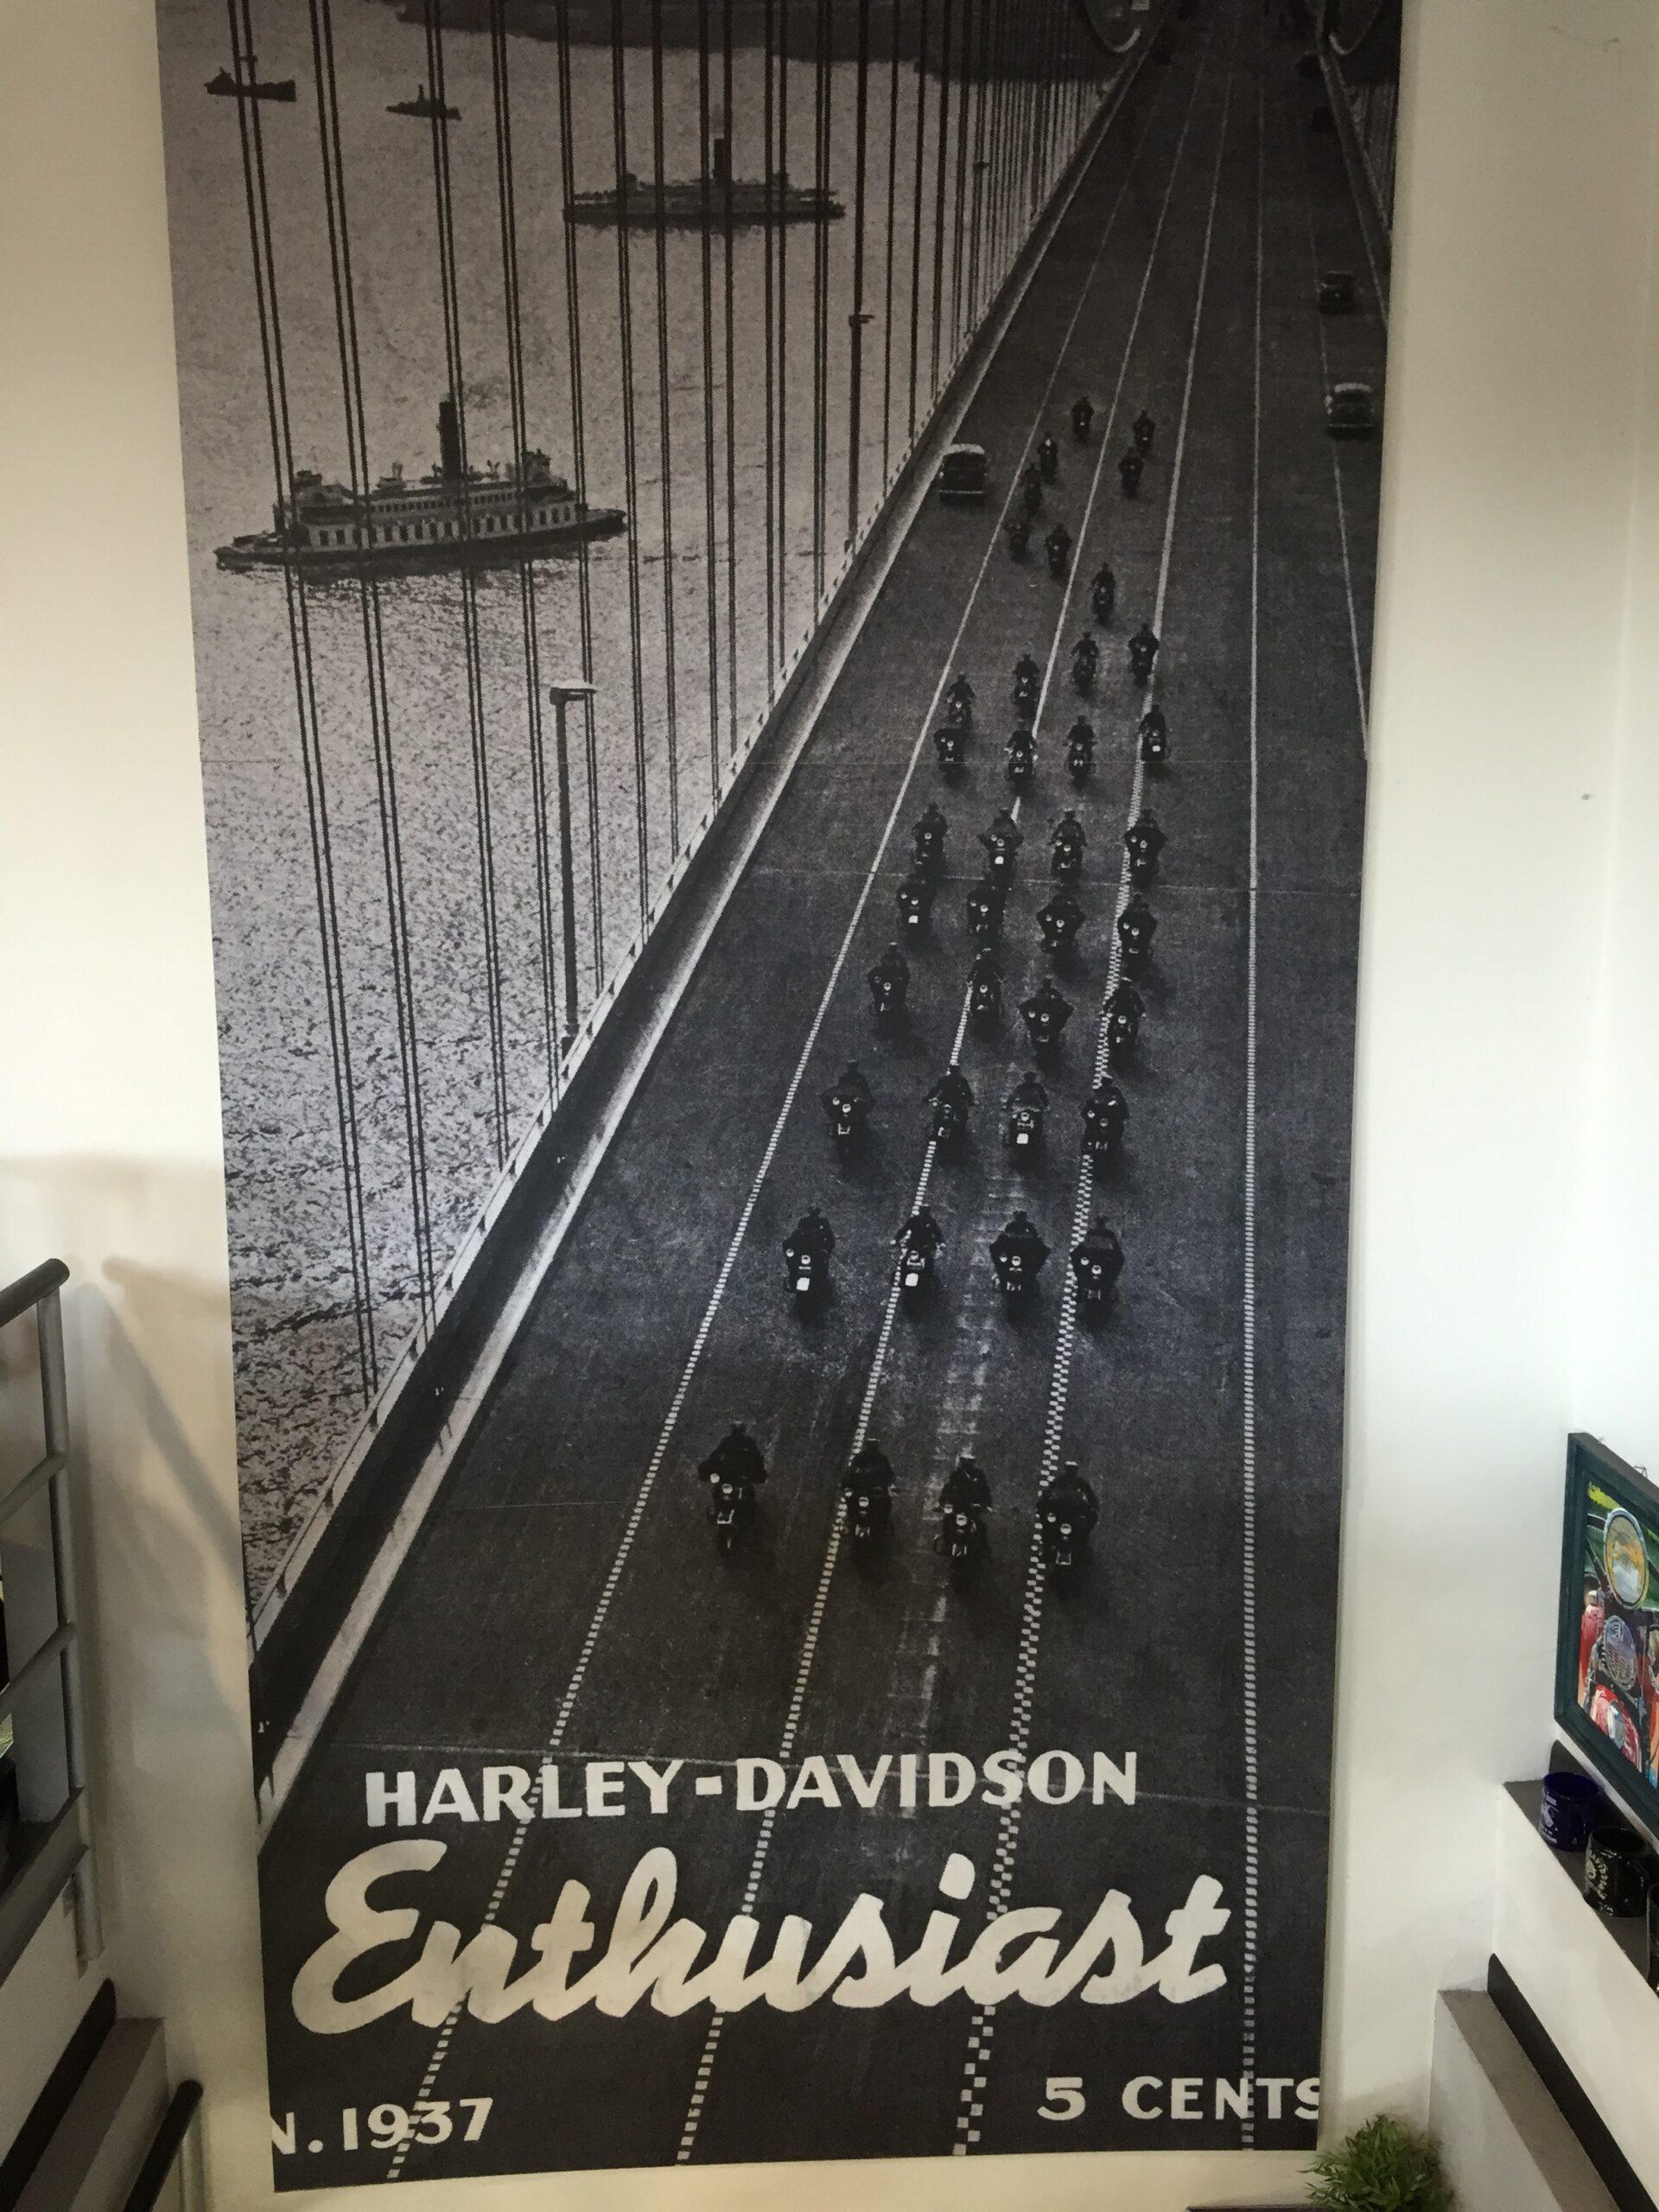 HARLEY-DAVIDSON
Enthusiast
N. 1937
5 CENTS